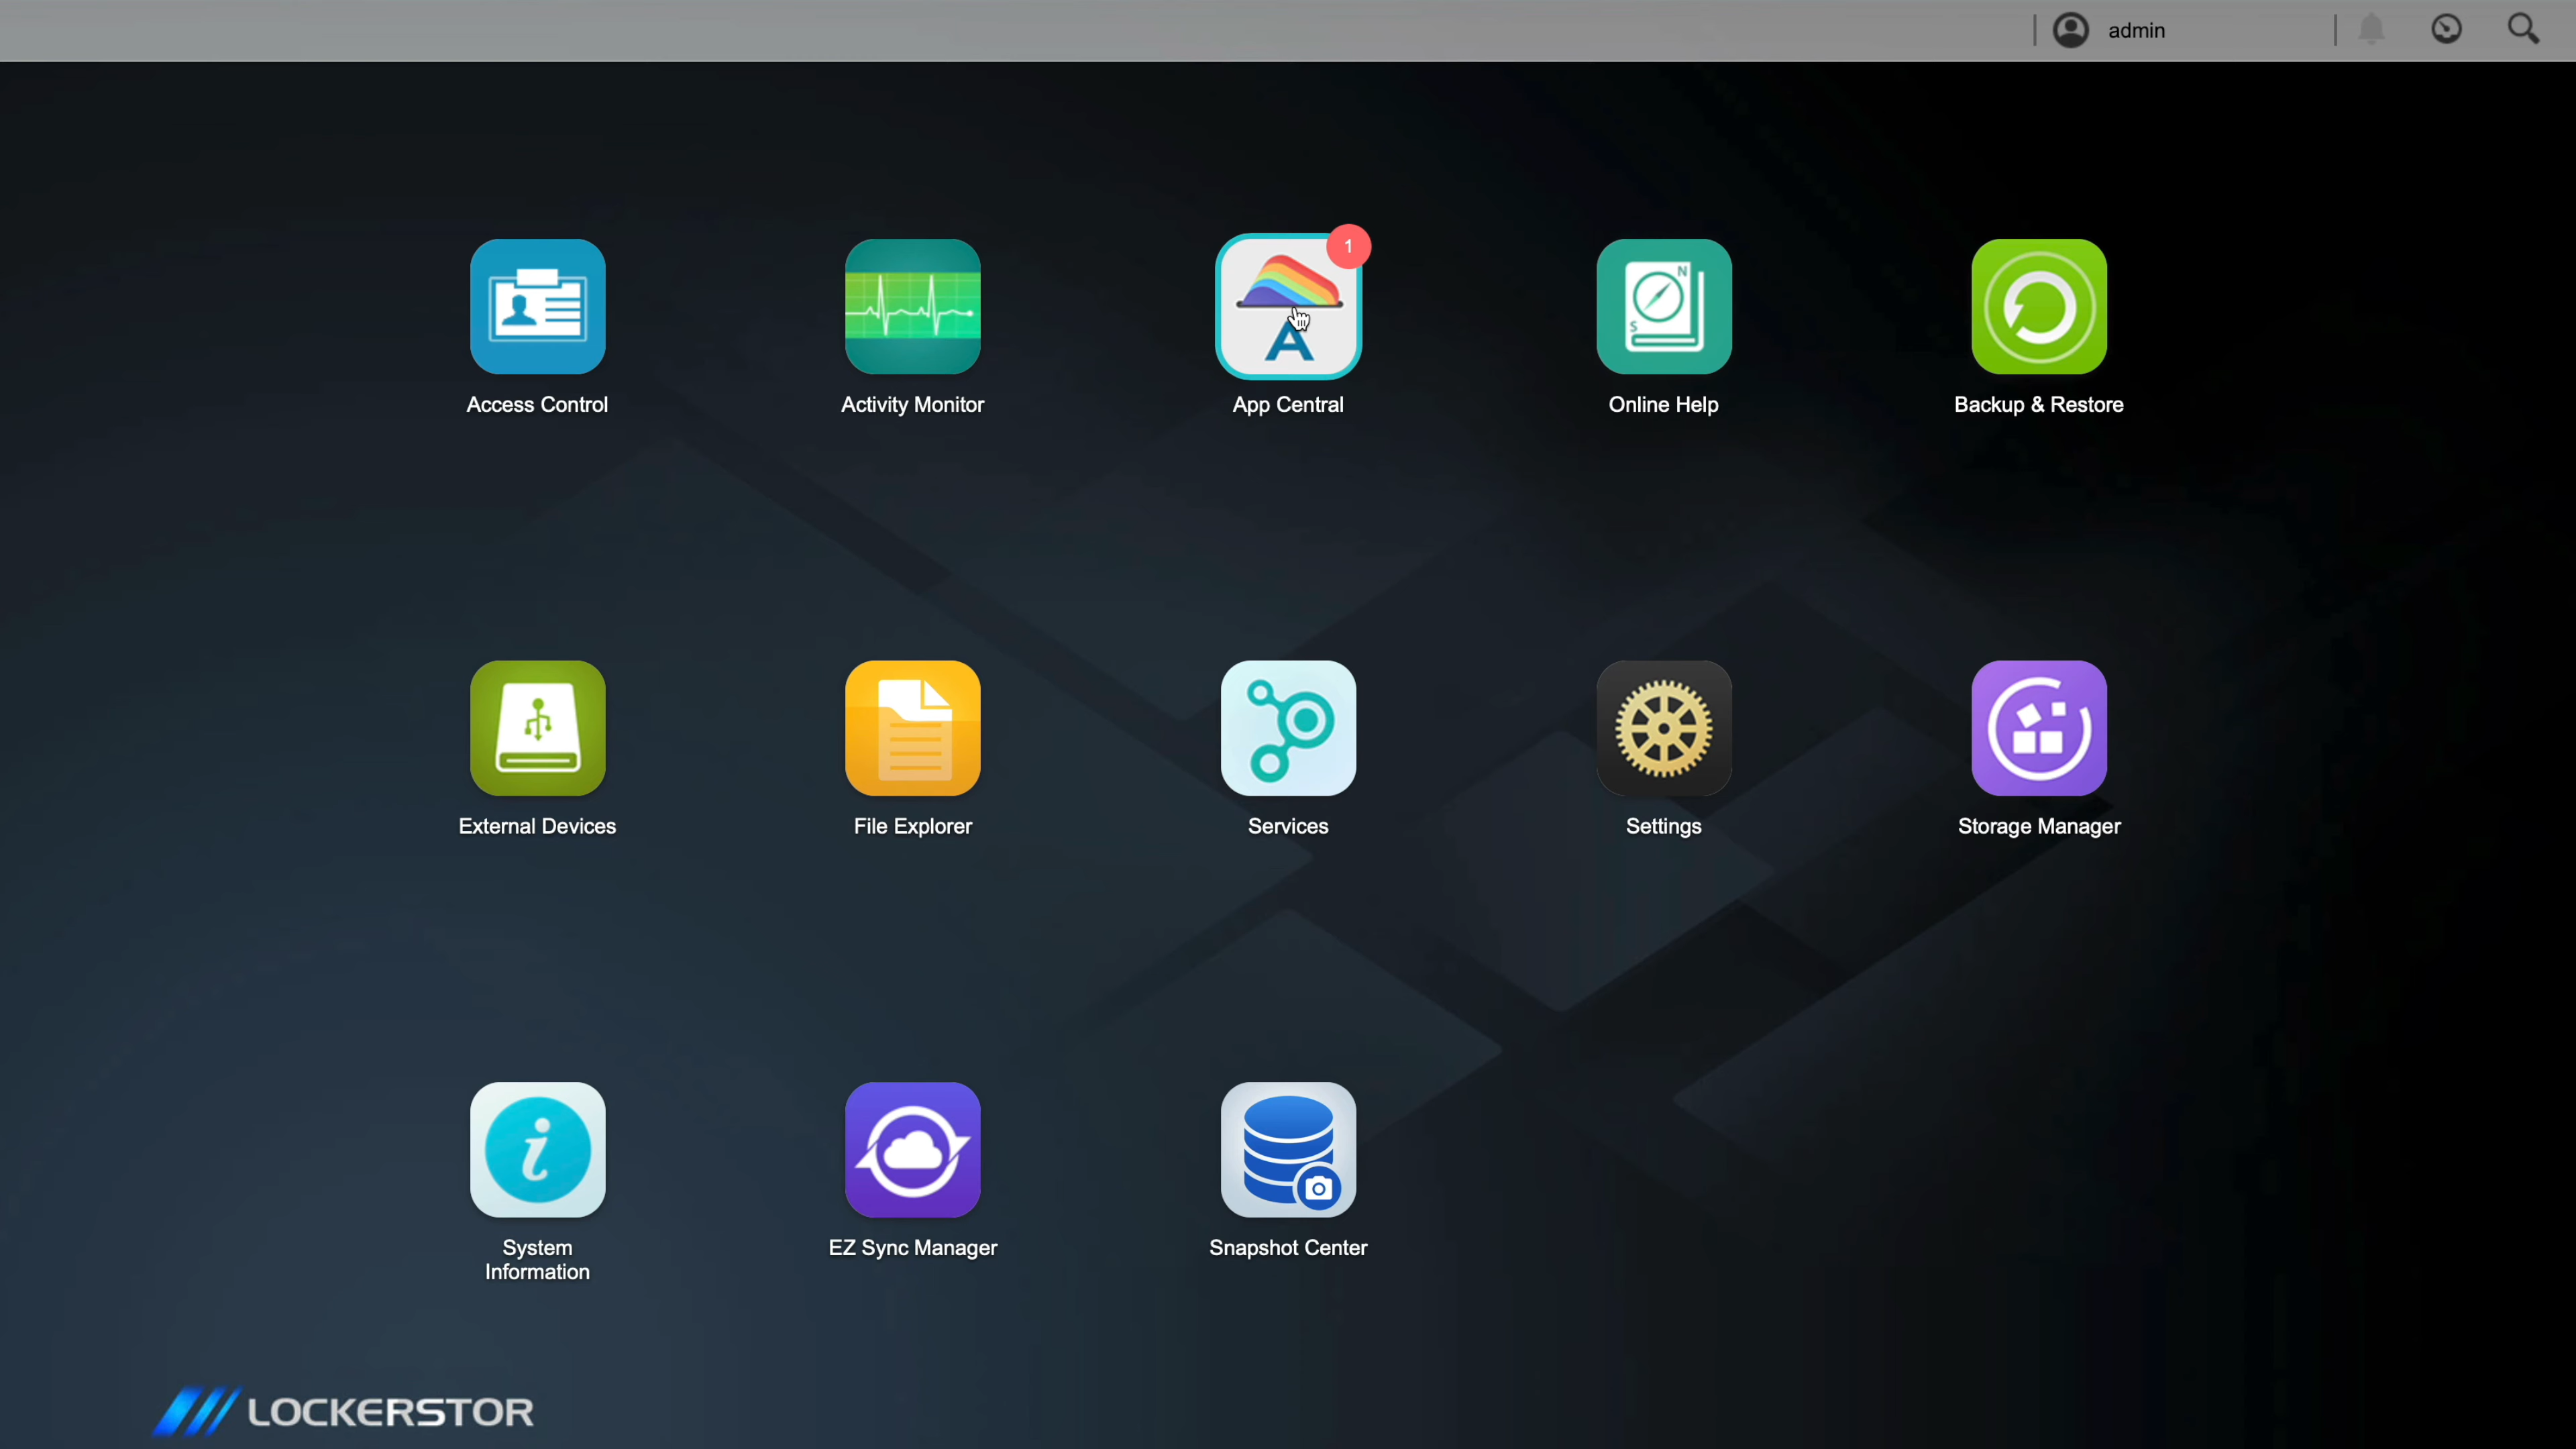 admin
1
Access Control
Activity Monitor
App Central
N
S
Online Help
Backup & Restore
External Devices
File Explorer
Services
Settings
Storage Manager
System
Information
EZ Sync Manager
Snapshot Center
LOCKERSTOR